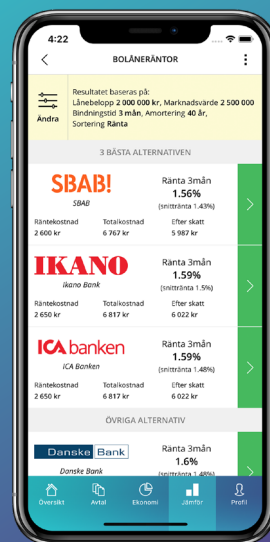 4:22
BOLÅNERÄNTOR
Ändra
Resultatet baseras på:
Lånebelopp 2 000 000 kr, Marknadsvärde 2 500 000
Bindningstid 3 mån, Amortering 40 år,
Sortering Ränta
3 BÄSTA ALTERNATIVEN
SBAB!
SBAB
Ränta 3mån
1.56%
(snittränta 1.43%)
Räntekostnad Totalkostnad Efter skatt
2 600 kr 6 767 kr 5 987 kr
IKANO
Ikano Bank
Ränta 3mån
1.59%
(snittränta 1.5%)
Räntekostnad Totalkostnad Efter skatt
2 650 kr 6 817 kr 6 022 kr
ICA banken
ICA Banken
Ränta 3mån
1.59%
(snittränta 1.48%)
Räntekostnad Totalkostnad Efter skatt
2 650 kr 6 817 kr 6 022 kr
ÖVRIGA ALTERNATIV
Danske Bank
Danske Bank
Ränta 3mån
1.6%
(snittränta 1.48%)
Översikt Avtal Ekonomi Jämför Profil